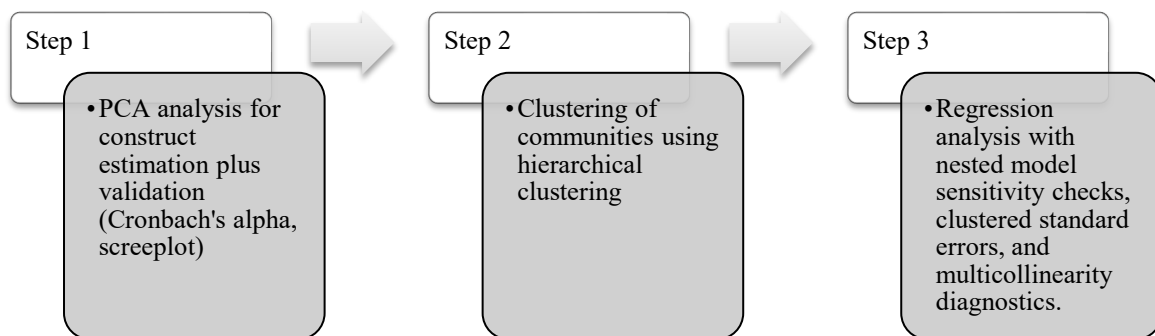 Step 1
•PCA analysis for
construct
estimation plus
validation
(Cronbach's alpha,
screeplot)
Step 2
•Clustering of
communities using
hierarchical
clustering
Step 3
•Regression
analysis with
nested model
sensitivity checks,
clustered standard
errors, and
multicollinearity
diagnostics.